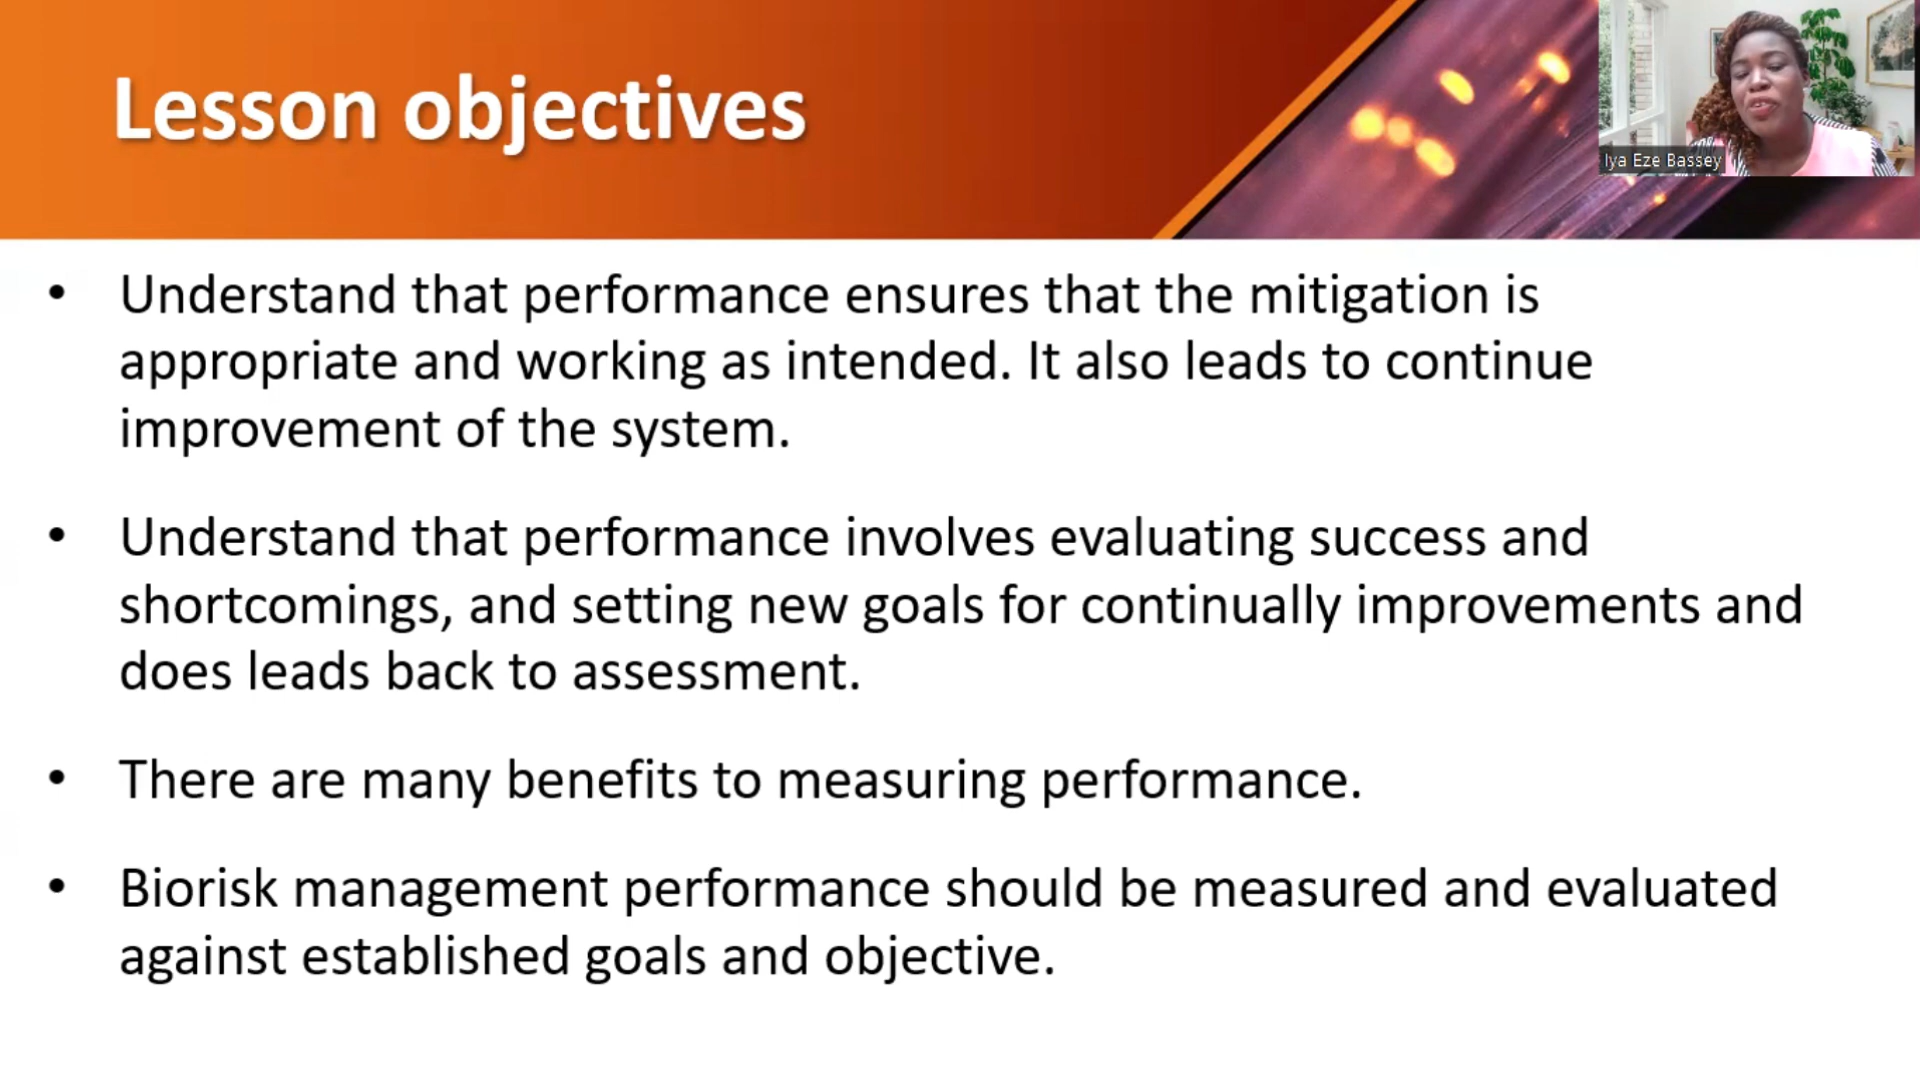 Lesson objectives
Iya Eze Bassey
• Understand that performance ensures that the mitigation is
appropriate and working as intended. It also leads to continue
improvement of the system.
• Understand that performance involves evaluating success and
shortcomings, and setting new goals for continually improvements and
does leads back to assessment.
• There are many benefits to measuring performance.
• Biorisk management performance should be measured and evaluated
against established goals and objective.